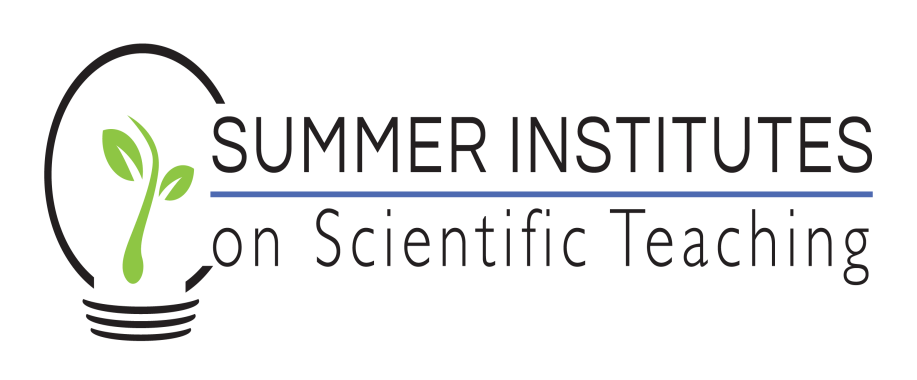 SUMMER INSTITUTES
on Scientific Teaching